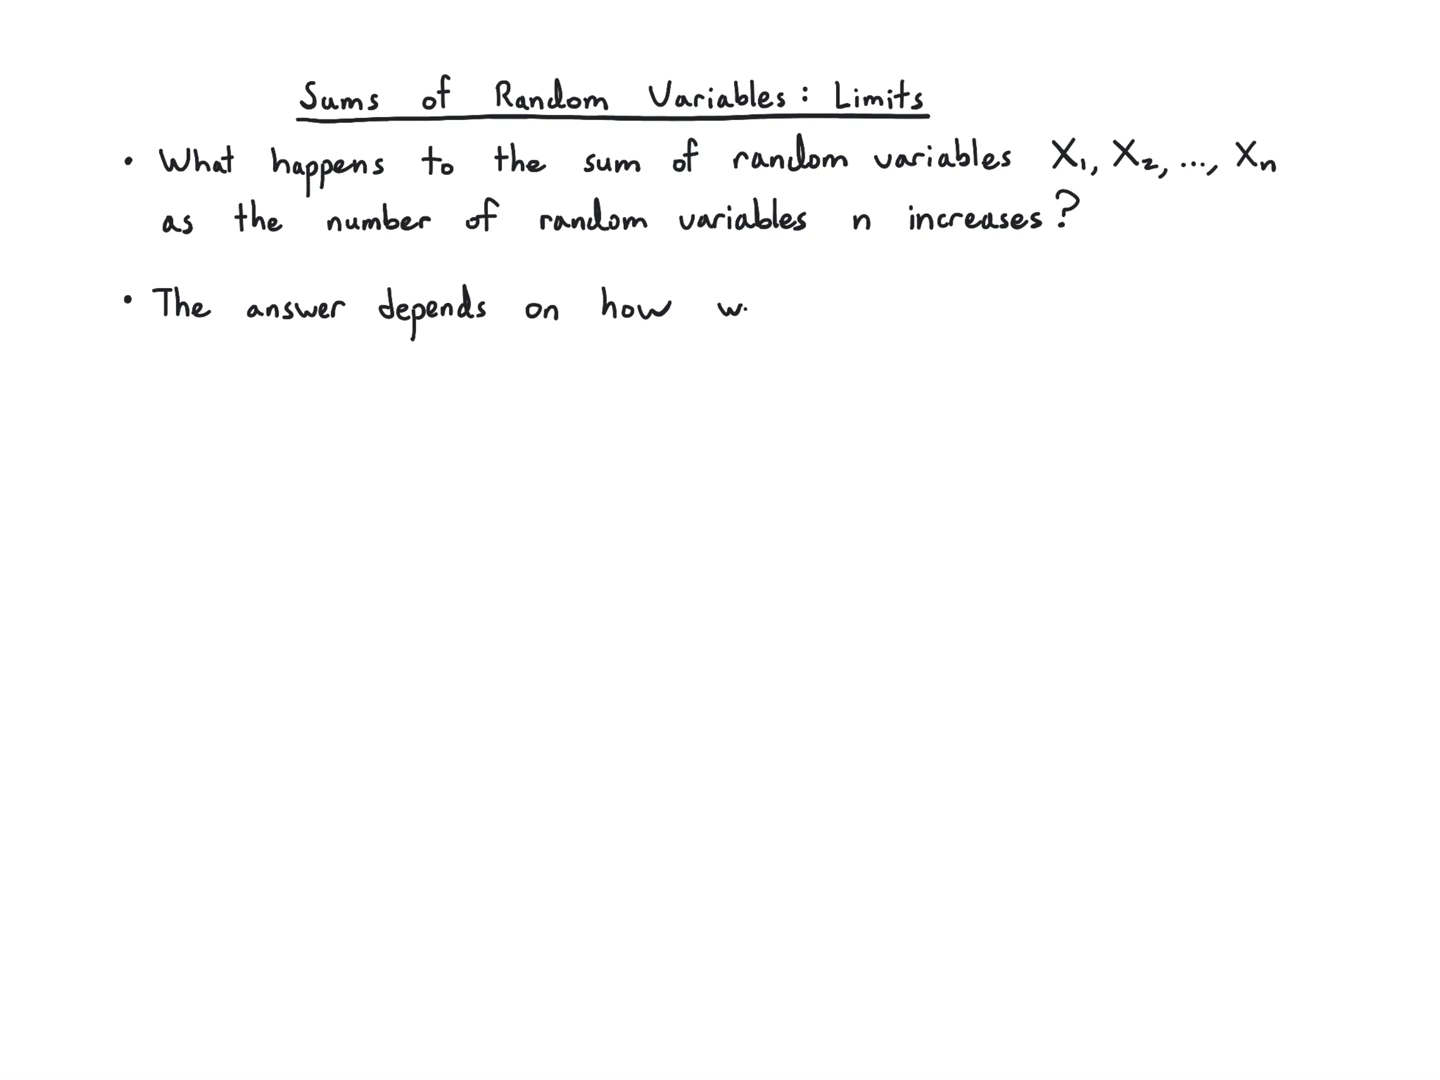 Sums of Random Variables: Limits
• What happens to the sum of random variables X₁, X₂, ..., Xₙ
as the number of random variables n increases?
• The answer depends on how w